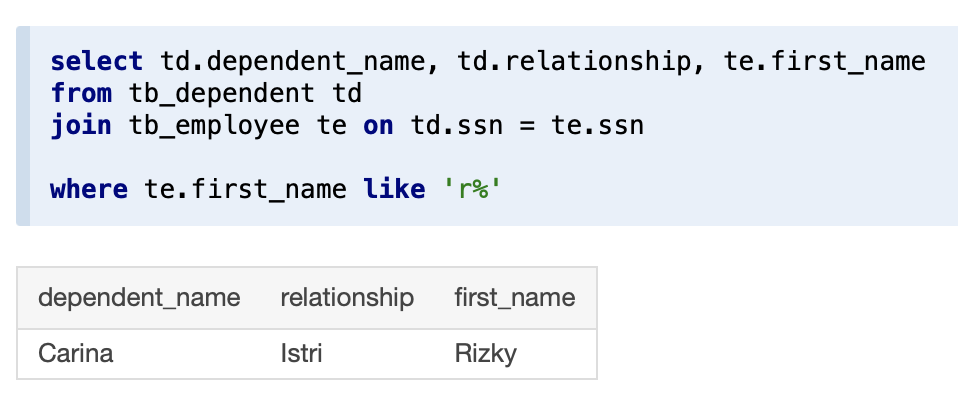 select td.dependent_name, td.relationship, te.first_name
from tb_dependent td
join tb_employee te on td.ssn = te.ssn
where te.first_name like 'r%'
dependent_name relationship first_name
Carina Istri Rizky